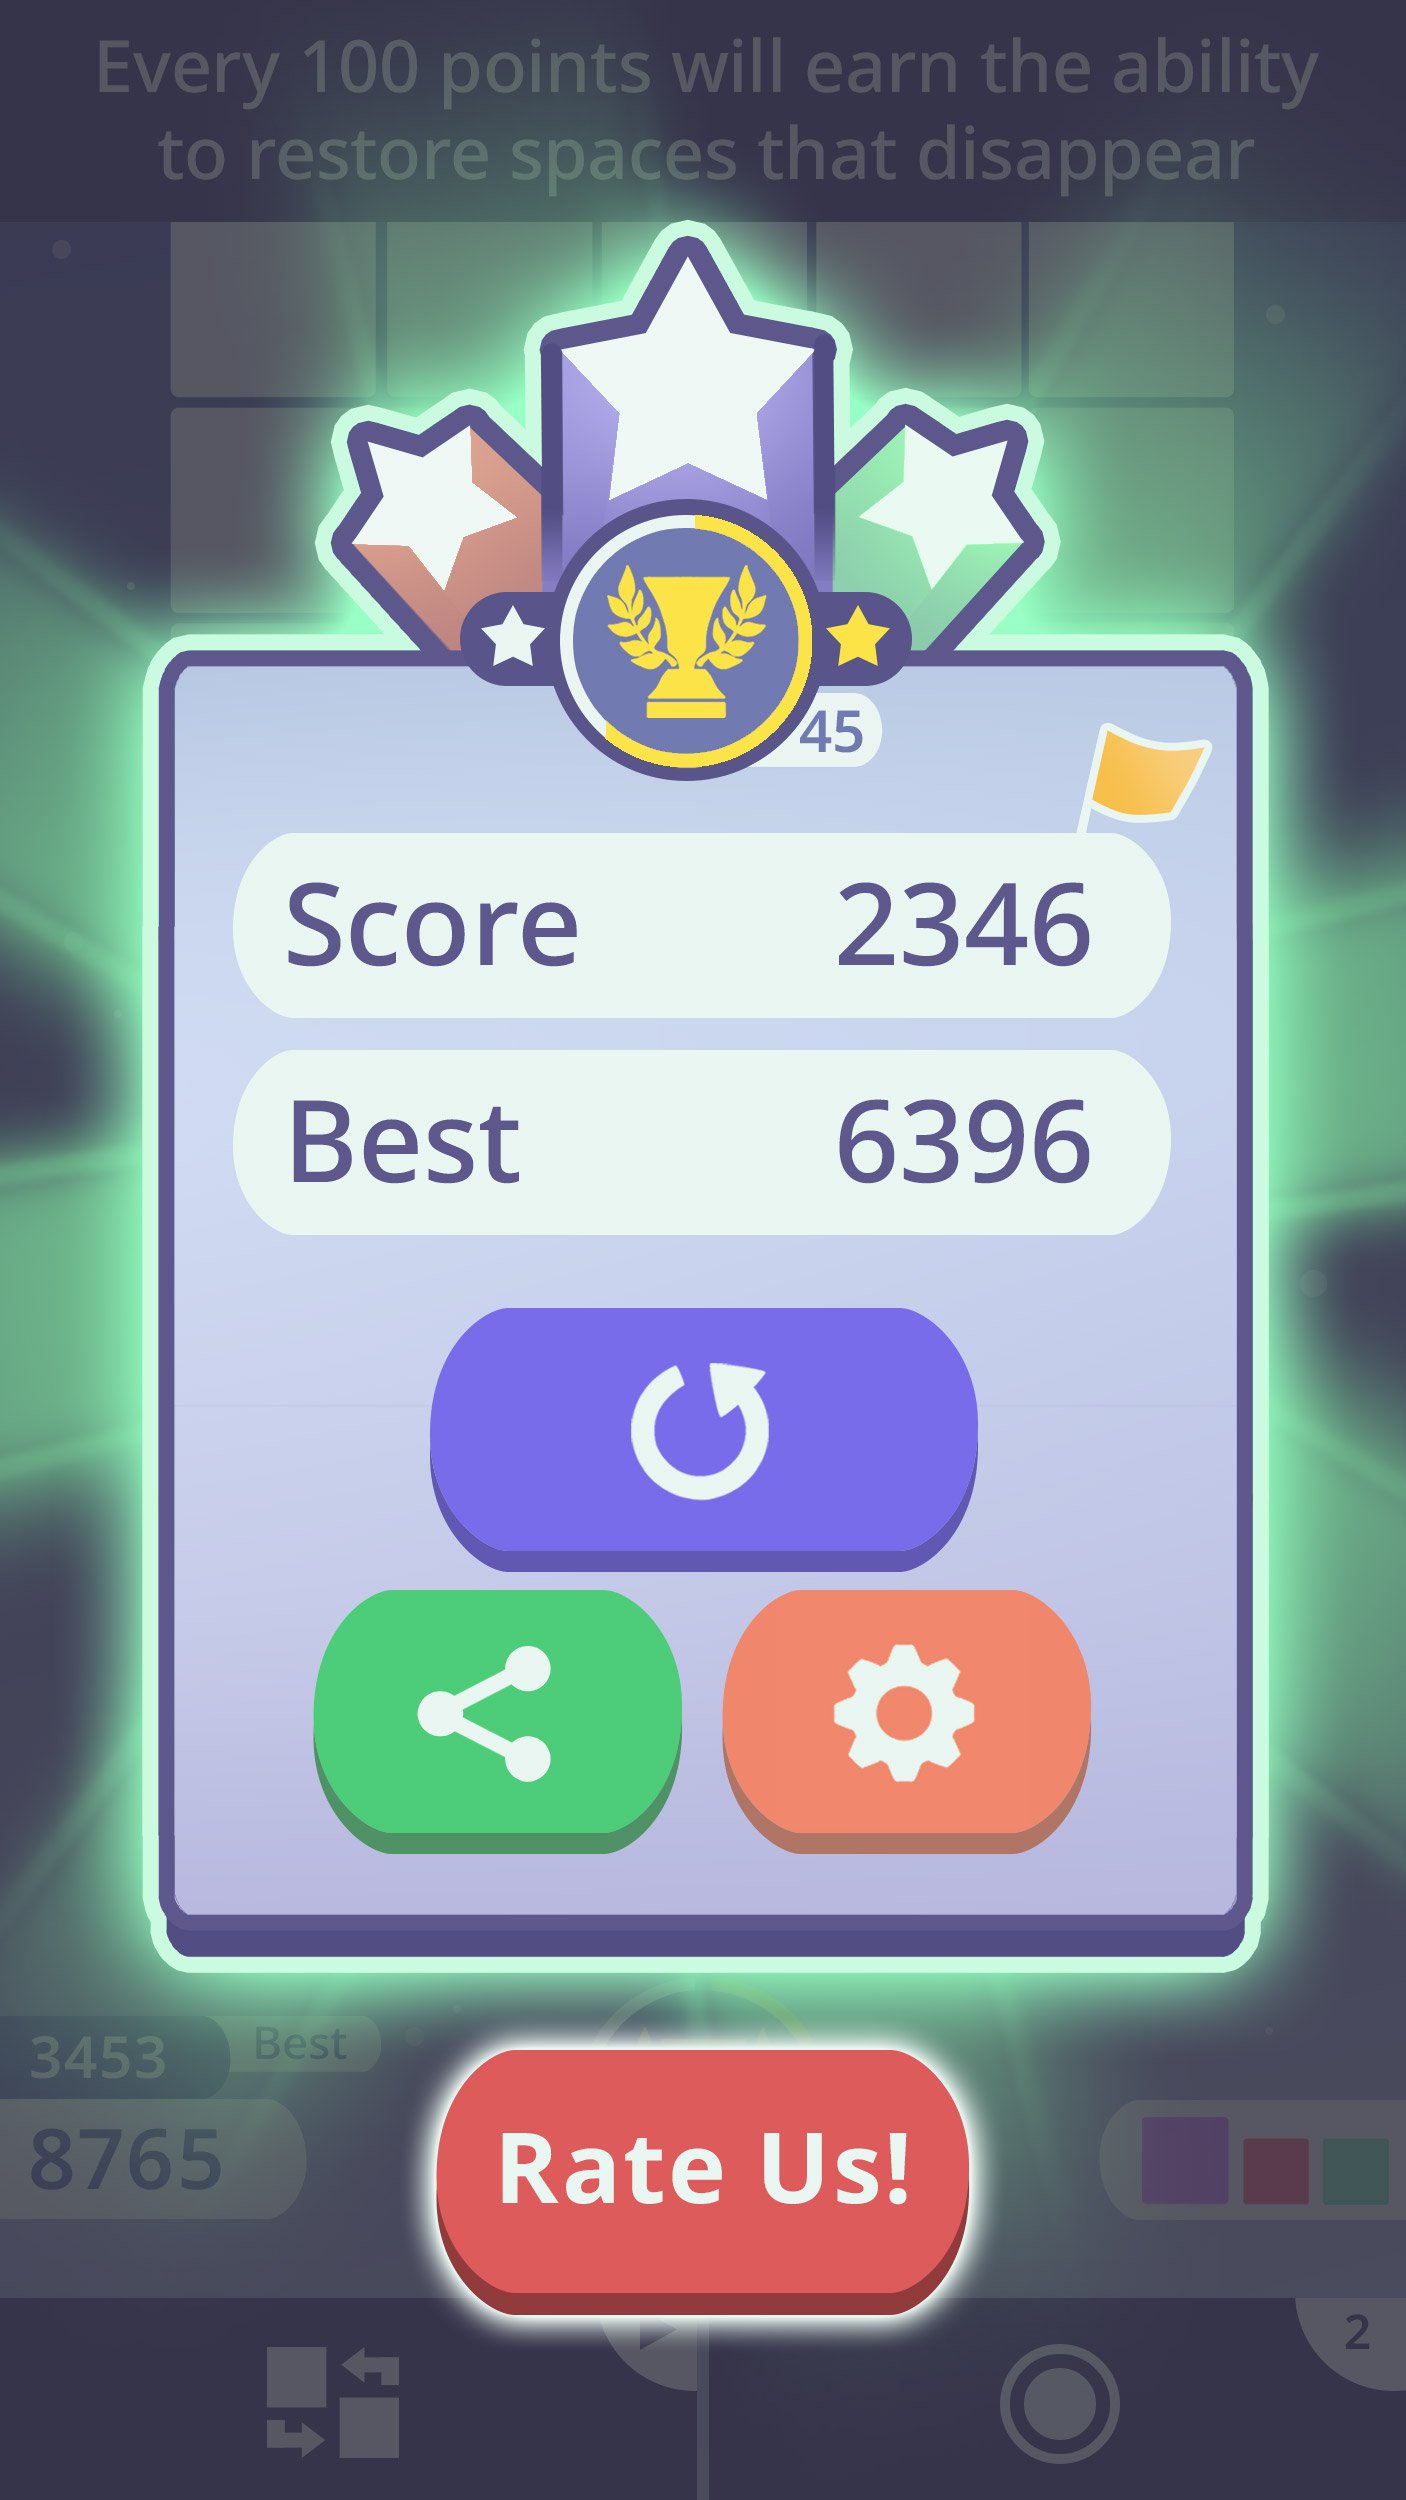 Every 100 points will earn the ability
to restore spaces that disappear
45
Score 2346
Best 6396
3453 Best
8765
Rate Us!
2